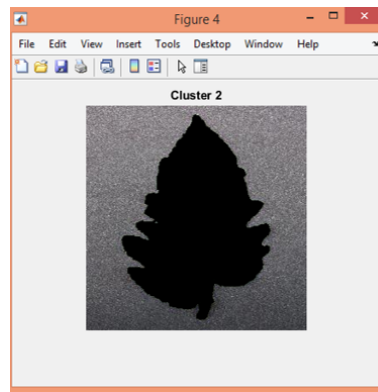 Figure 4
File Edit View Insert Tools Desktop Window Help
Cluster 2